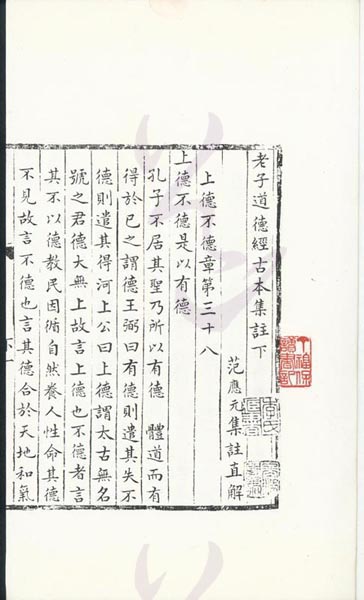 老子道德經古本集註下
范應元集註直解
上德不德章第三十八
上德不德是以有德
孔子不居其聖乃所以有德　體道而有
得於已之謂德王弼曰有德則遣其失不
德則遣其得河上公曰上德謂太古無名
號之君德大無上故言上德也不德者言
其不以德教民因循自然養人性命其德
不見故言不德也言其德合於天地和氣